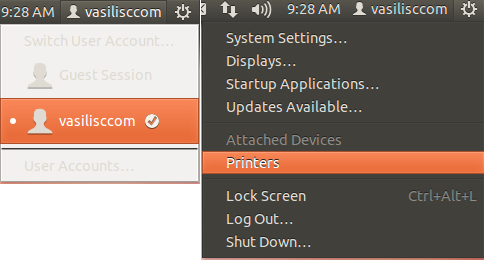 9:28 AM vasilisccom
Switch User Account...
Guest Session
vasilisccom
User Accounts...
9:28 AM vasilisccom
System Settings...
Displays...
Startup Applications...
Updates Available...
Attached Devices
Printers
Lock Screen Ctrl+Alt+L
Log Out...
Shut Down...